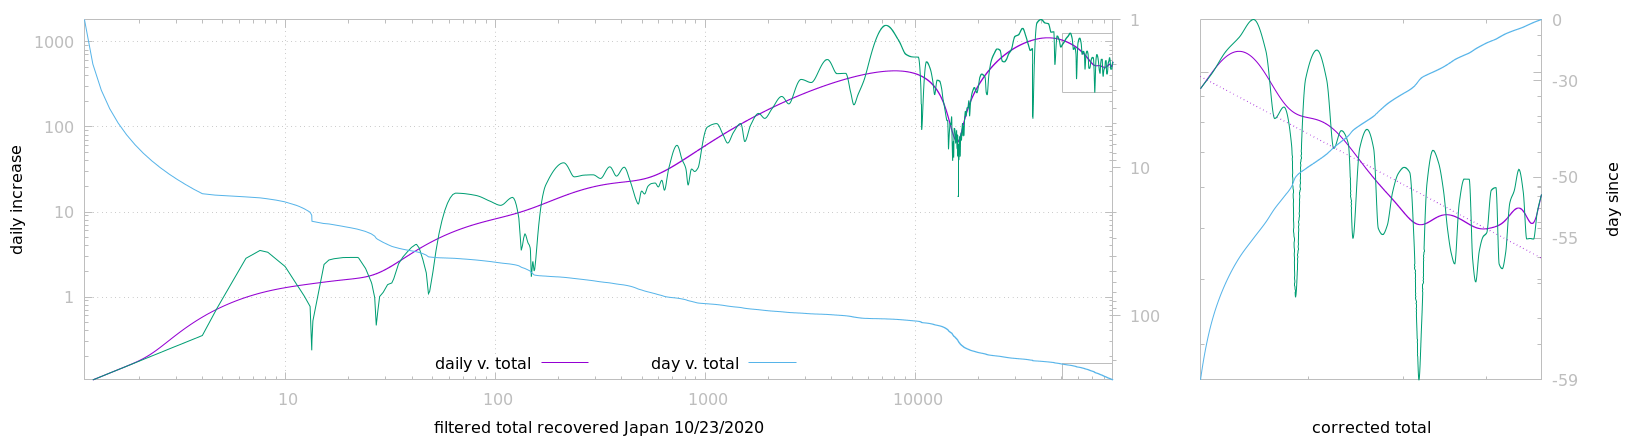 1000
100
10
1
daily increase
1
10
100
daily v. total
day v. total
10
100
1000
10000
filtered total recovered Japan 10/23/2020
0
-30
-50
-55
-59
day since
corrected total